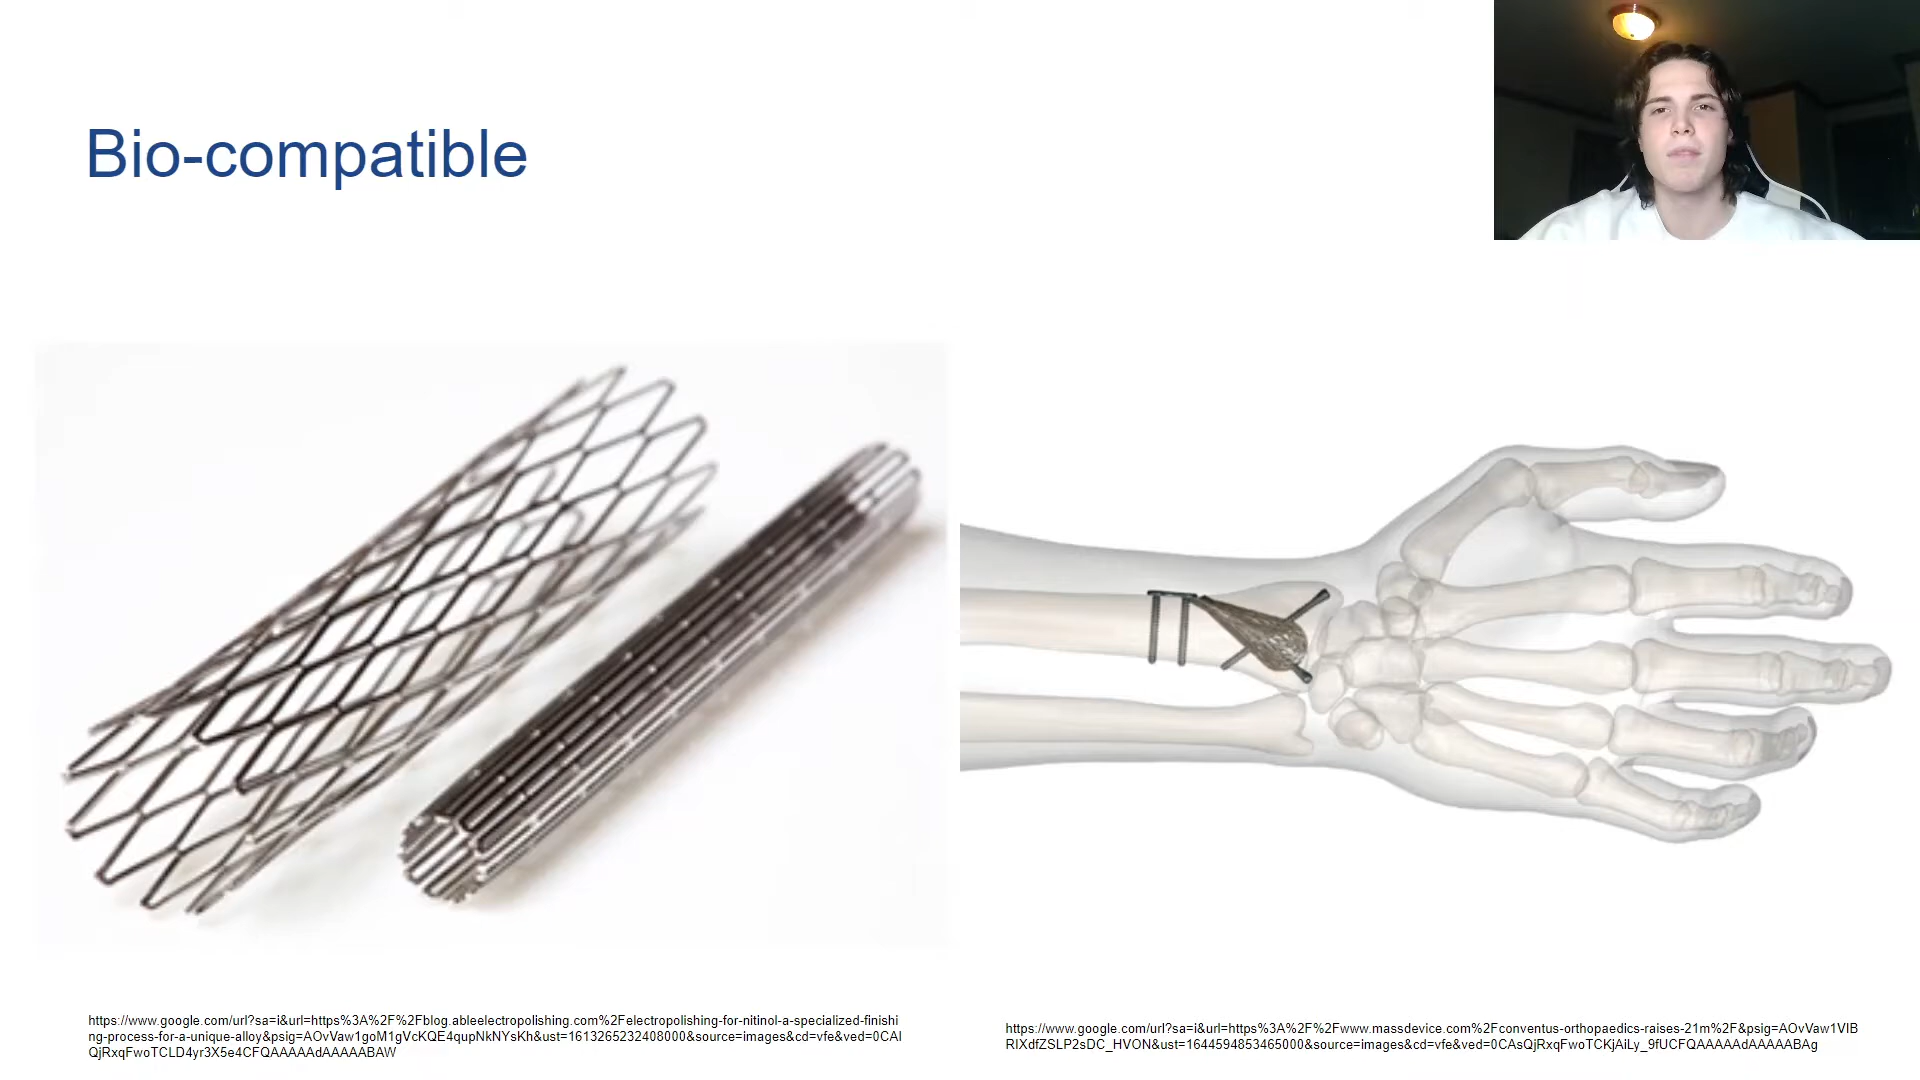 Bio-compatible
https://www.google.com/url?sa=i&url=https%3A%2F%2Fblog.ableelectropolishing.com%2Felectropolishing-for-nitinol-a-specialized-finishi
ng-process-for-a-unique-alloy&psig=AOvVaw1goM1gVcKQE4qupNkNYsKh&ust=1613265232408000&source=images&cd=vfe&ved=0CAI
QjRxqFwoTCLD4yr3X5e4CFQAAAAAdAAAAABAW
https://www.google.com/url?sa=i&url=https%3A%2F%2Fwww.massdevice.com%2Fconventus-orthopaedics-raises-21m%2F&psig=AOvVaw1VIB
RIXdfZSLP2sDC_HVON&ust=1644594853465000&source=images&cd=vfe&ved=0CAsQjRxqFwoTCKjAiLy_9fUCFQAAAAAdAAAAABAg